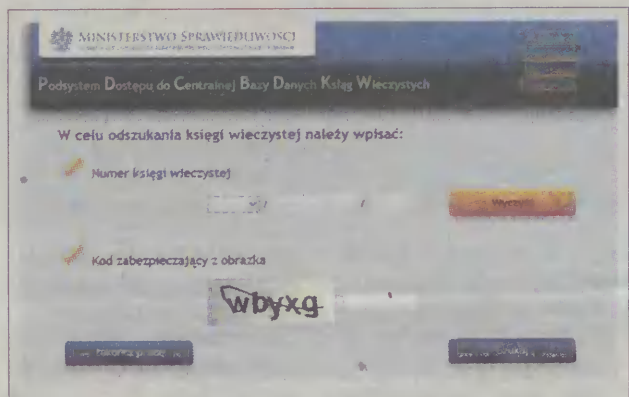 MINISTERSTWO SPRAWIEDLIWOŚCI
Podsystem Dostępu do Centralnej Bazy Danych Ksiąg Wieczystych
W celu odszukania księgi wieczystej należy wpisać:
Numer księgi wieczystej
/ / /
Wyczyść
Kod zabezpieczający z obrazka
wbyxg